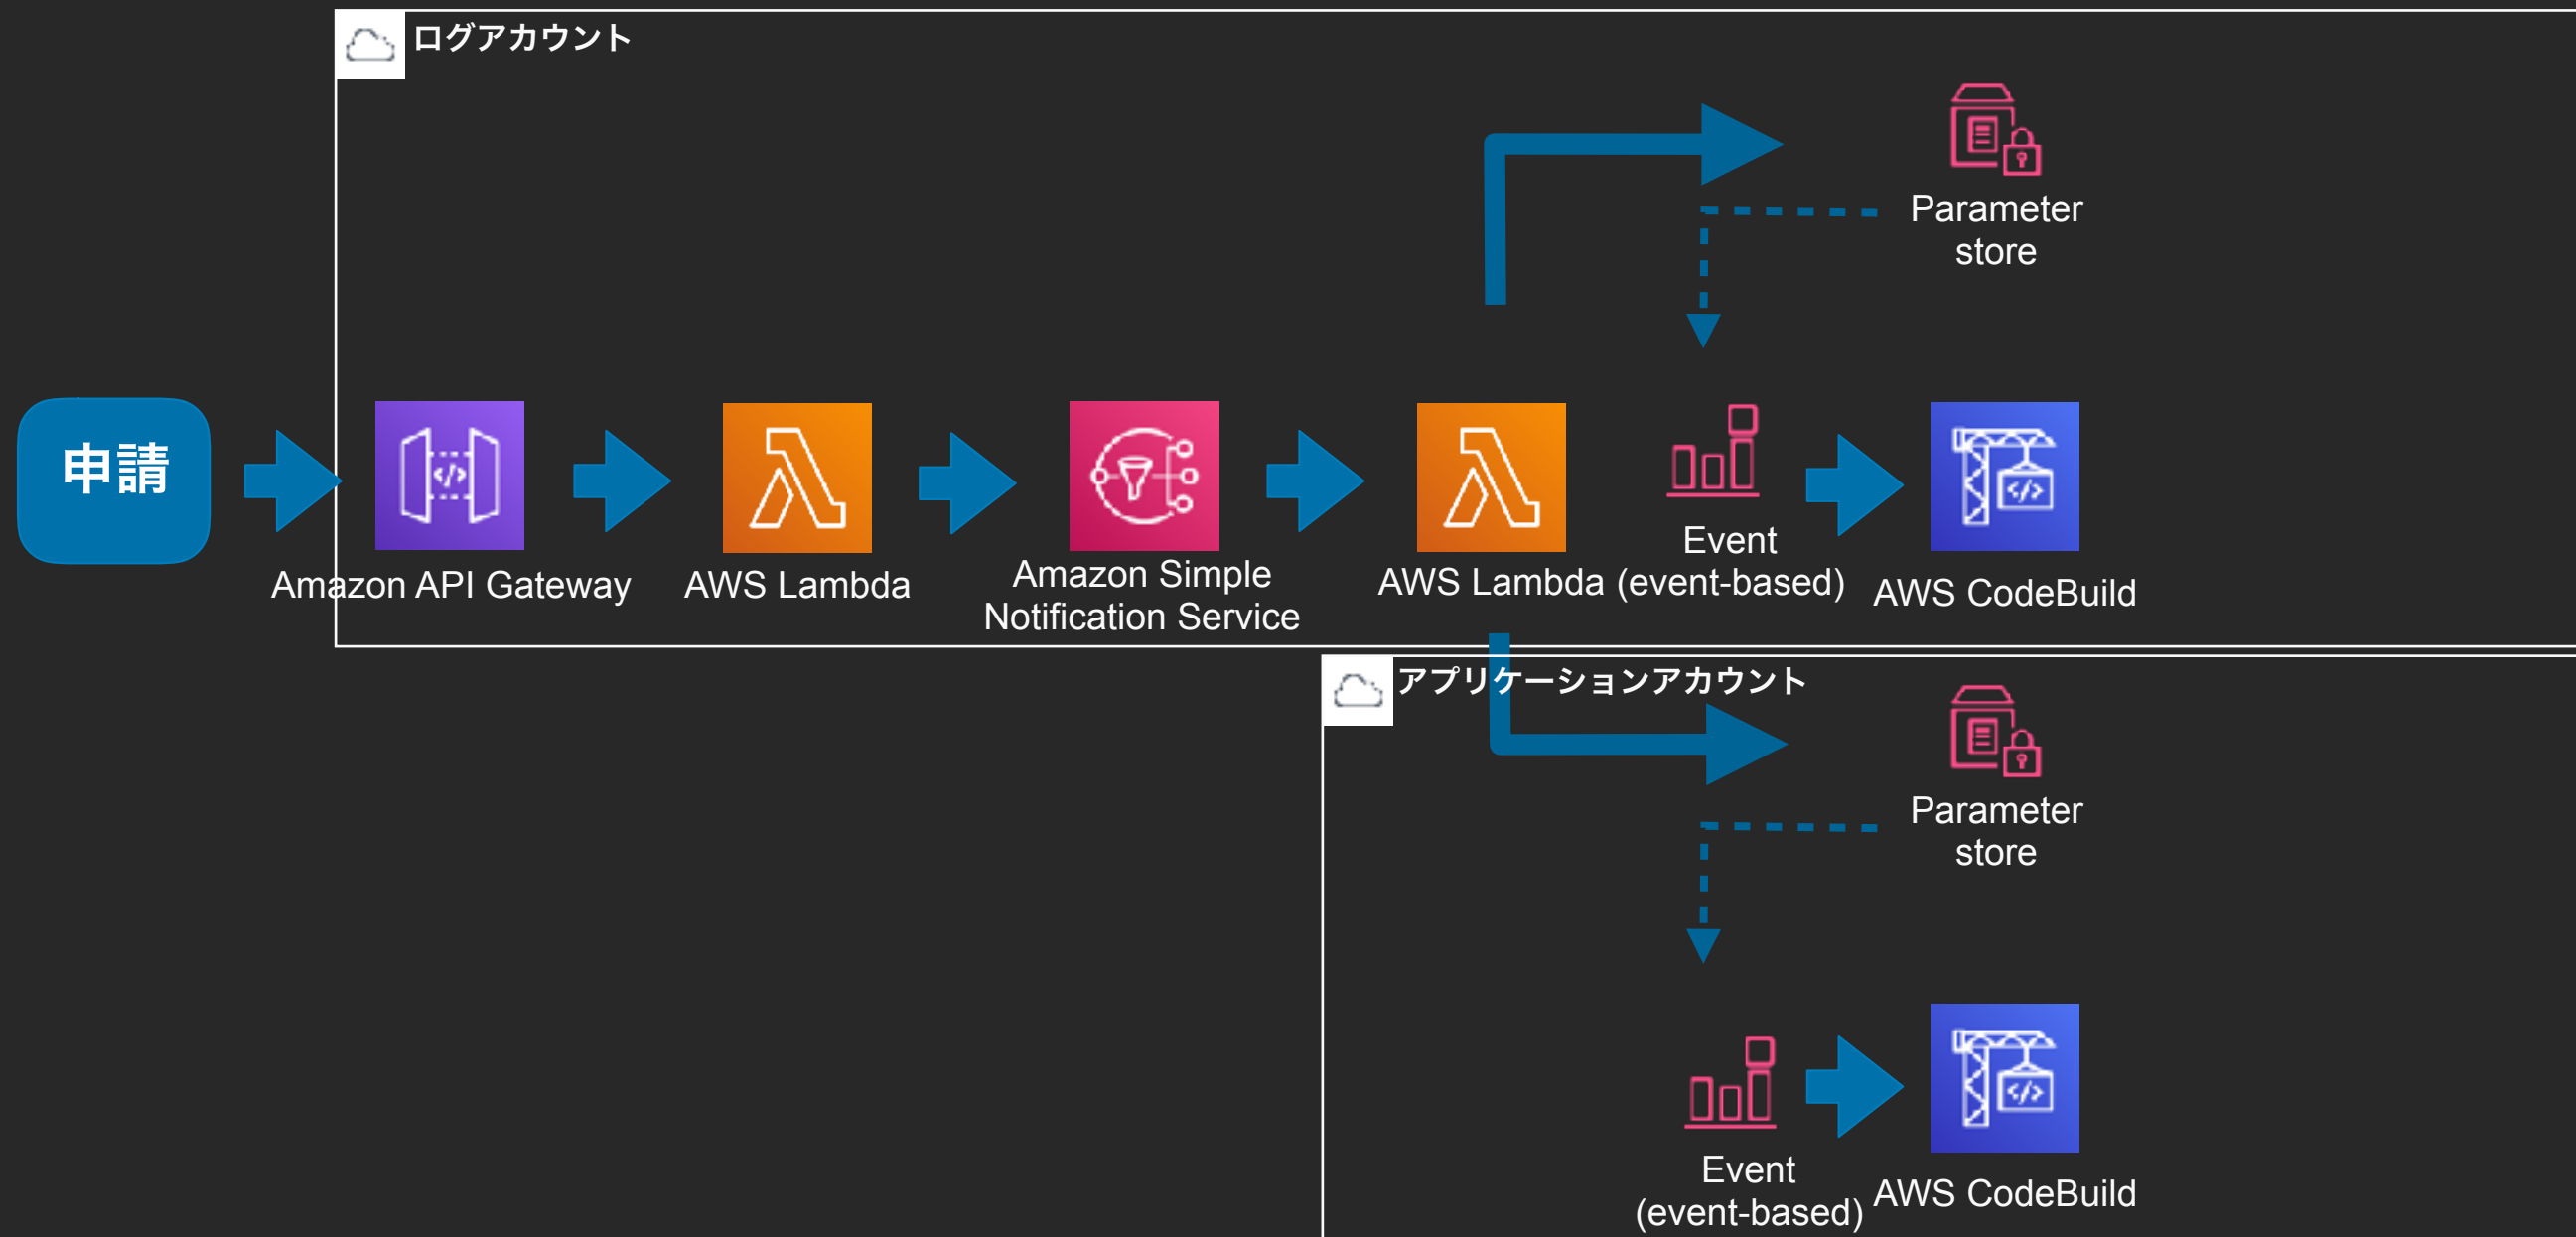 ログアカウント
Parameter
store
申請
Amazon API Gateway
AWS Lambda
Amazon Simple
Notification Service
AWS Lambda
Event
(event-based)
AWS CodeBuild
アプリケーションアカウント
Parameter
store
Event
(event-based)
AWS CodeBuild